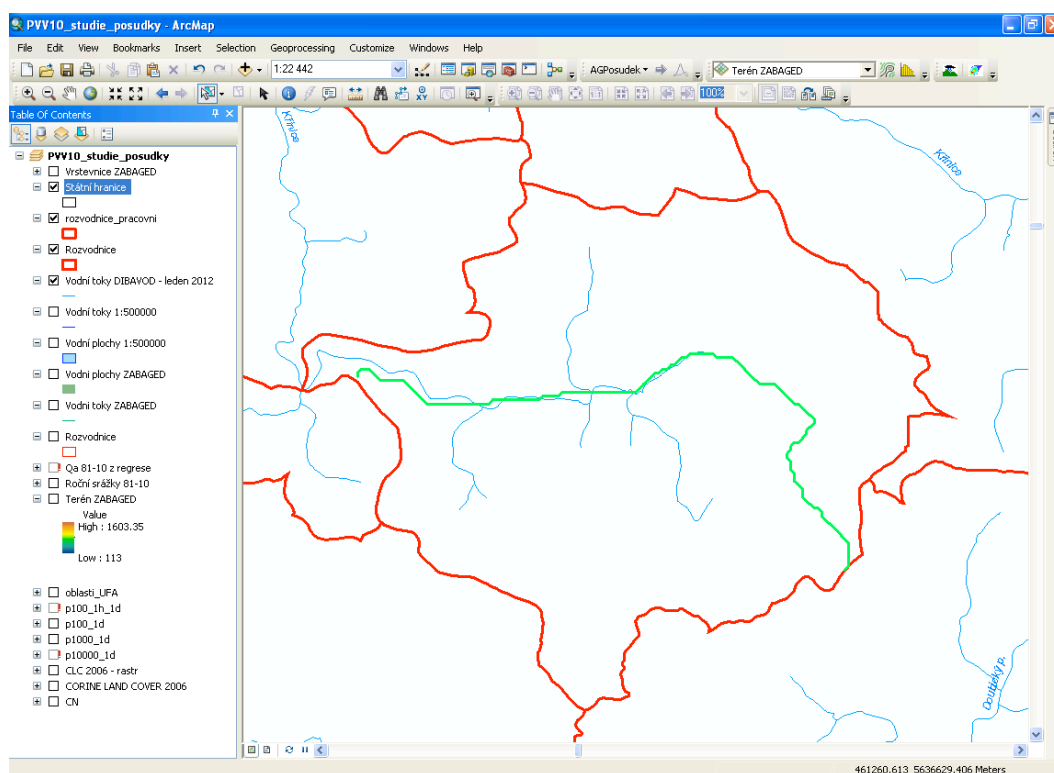 PVV10_studie_posudky - ArcMap
File Edit View Bookmarks Insert Selection Geoprocessing Customize Windows Help
1:22 442
AGPosudek
Terén ZABAGED
100%
Table Of Contents
PVV10_studie_posudky
Vrstevnice ZABAGED
Státní hranice
rozvodnice_pracovni
Rozvodnice
Vodní toky DIBAVOD - leden 2012
Vodní toky 1:500000
Vodní plochy 1:500000
Vodni plochy ZABAGED
Vodni toky ZABAGED
Rozvodnice
Qa 81-10 z regrese
Roční srážky 81-10
Terén ZABAGED
Value
High : 1603.35
Low : 113
oblasti_UFA
p100_1h_1d
p100_1d
p1000_1d
p10000_1d
CLC 2006 - rastr
CORINE LAND COVER 2006
CN
Křinice
Křinice
Doubický p.
461260.613 5636629.406 Meters